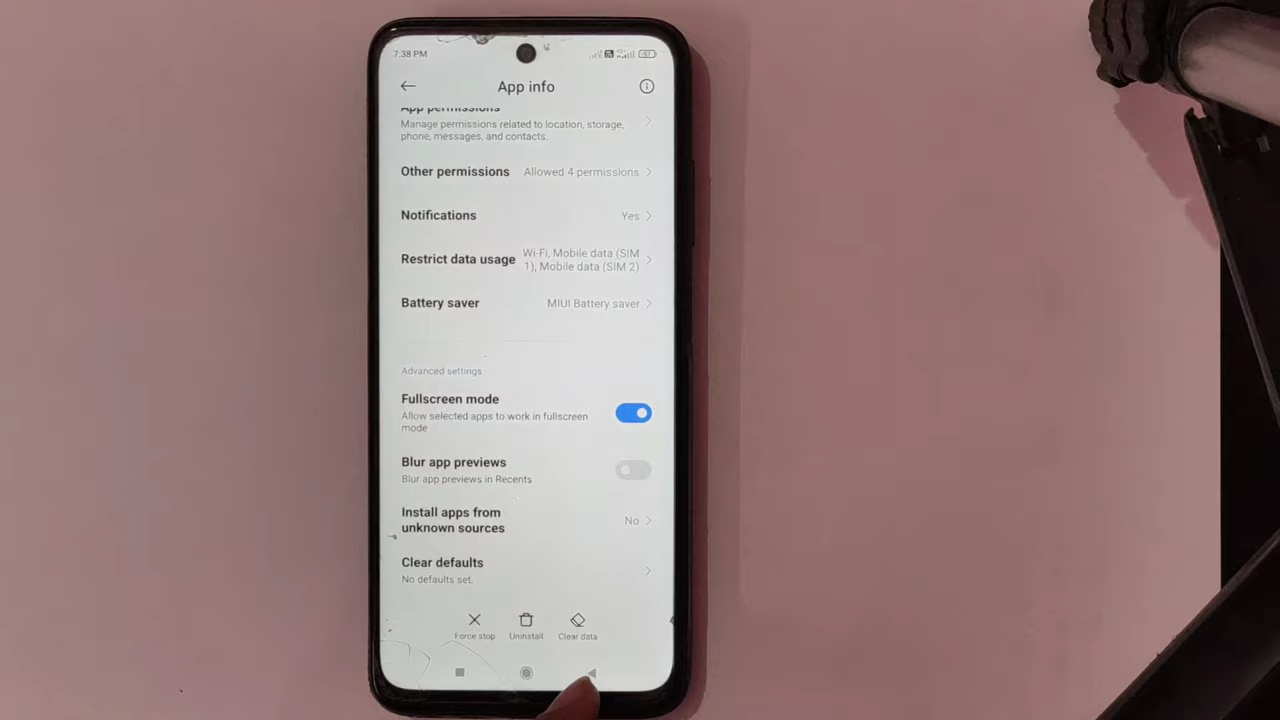 7:38 PM
App info
App permissions
Manage permissions related to location, storage,
phone, messages, and contacts.
Other permissions Allowed 4 permissions
Notifications Yes
Restrict data usage Wi-Fi, Mobile data (SIM
1), Mobile data (SIM 2)
Battery saver MIUI Battery saver
Advanced settings
Fullscreen mode
Allow selected apps to work in fullscreen
mode
Blur app previews
Blur app previews in Recents
Install apps from
unknown sources No
Clear defaults
No defaults set.
Force stop Uninstall Clear data